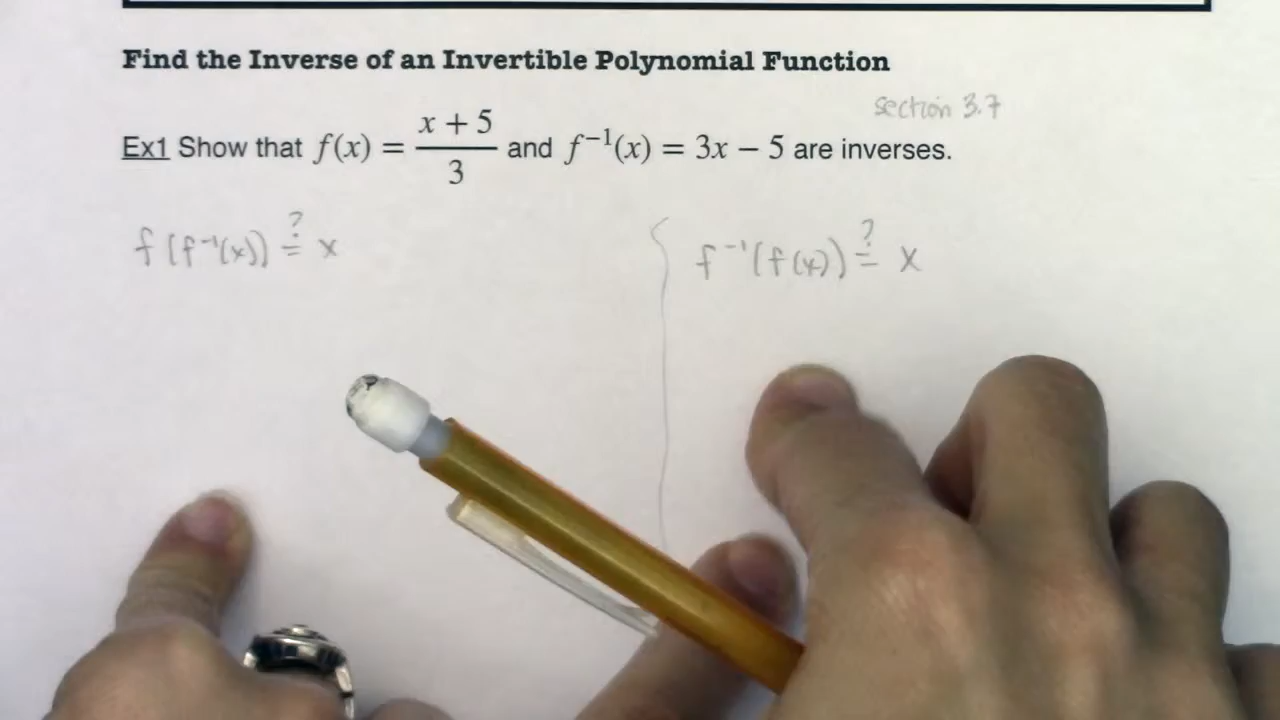 Find the Inverse of an Invertible Polynomial Function
section 3.7
Ex1 Show that f(x) = \frac{x + 5}{3} and f⁻¹(x) = 3x − 5 are inverses.
f(f⁻¹(x)) ≟ x
f⁻¹(f(x)) ≟ x